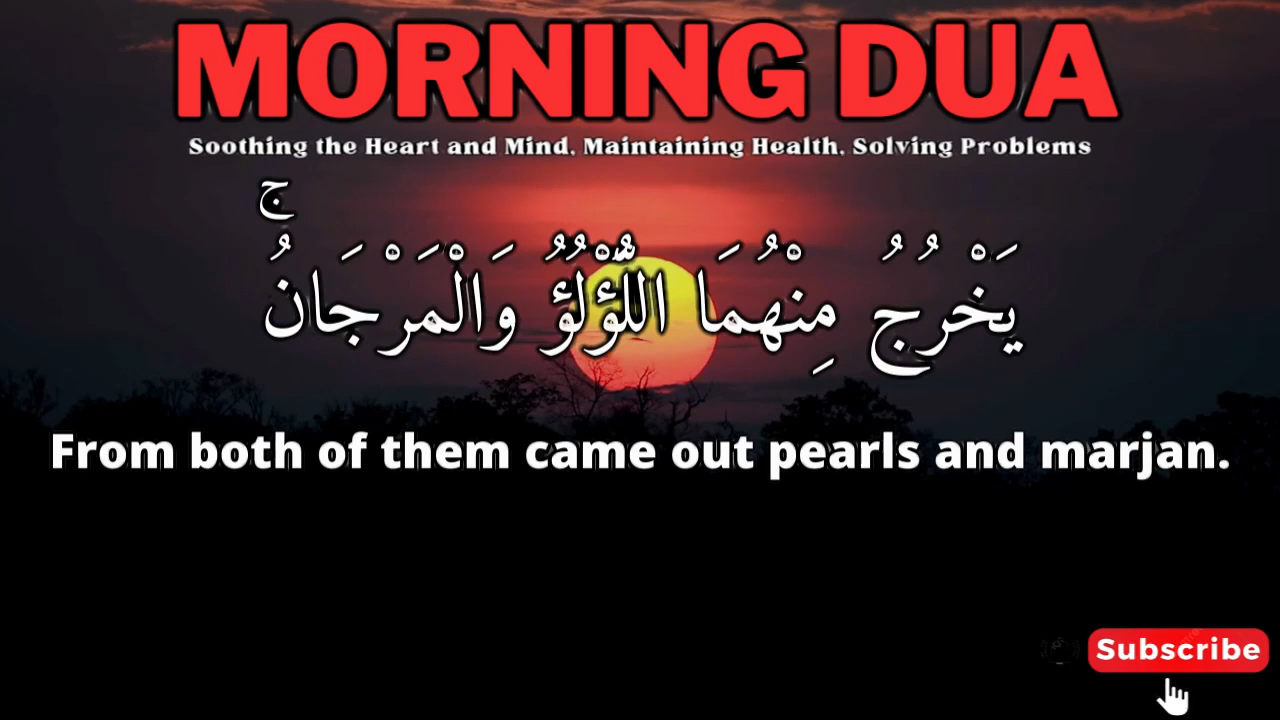 MORNING DUA
Soothing the Heart and Mind, Maintaining Health, Solving Problems
يَخْرُجُ مِنْهُمَا اللُّؤْلُؤُ وَالْمَرْجَانُۚ
From both of them came out pearls and marjan.
Subscribe